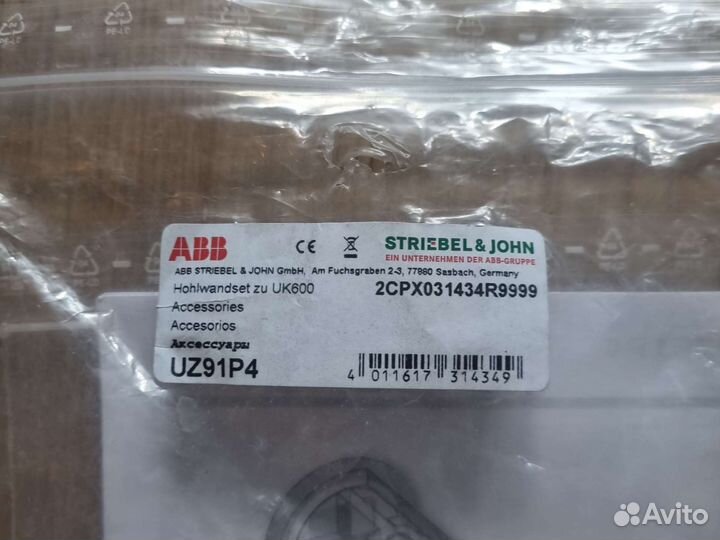 ABB CE STRIEBEL & JOHN
EIN UNTERNEHMEN DER ABB-GRUPPE
ABB STRIEBEL & JOHN GmbH, Am Fuchsgraben 2-3, 77880 Sasbach, Germany
Hohlwandset zu UK600 2CPX031434R9999
Accessories
Accesorios
Аксессуары
UZ91P4
4 011617 314349
Avito